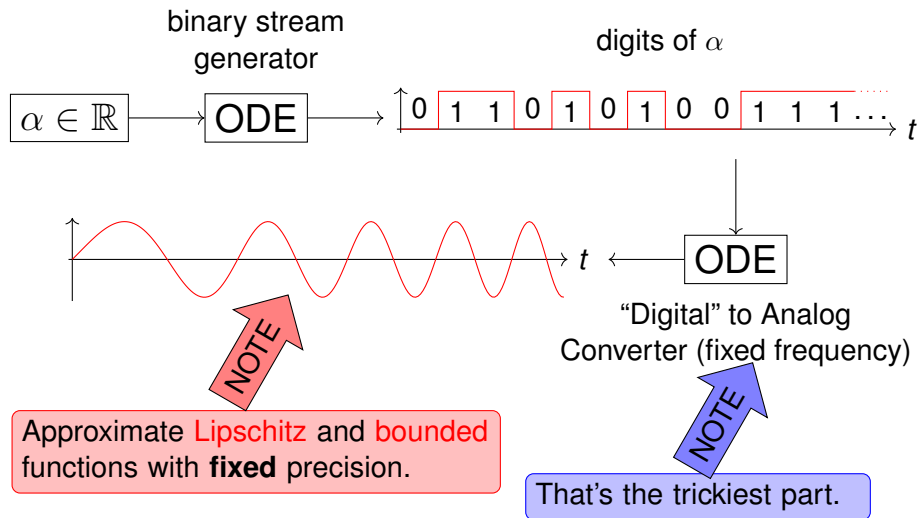 binary stream
generator
digits of α
α ∈ ℝ
ODE
0 1 1 0 1 0 1 0 0 1 1 1 ...
t
t
ODE
“Digital” to Analog
Converter (fixed frequency)
NOTE
NOTE
Approximate Lipschitz and bounded
functions with fixed precision.
That's the trickiest part.